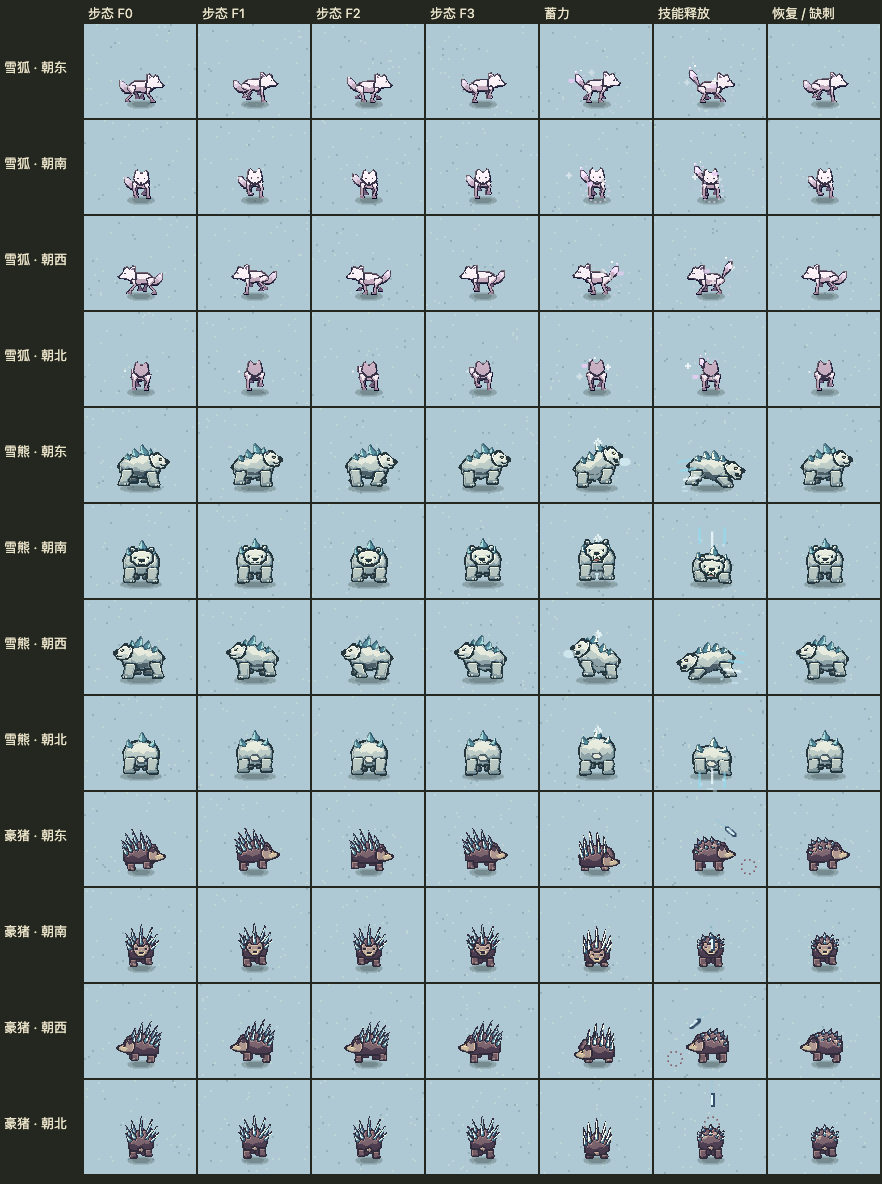 步态 F0 步态 F1 步态 F2 步态 F3 蓄力 技能释放 恢复 / 缺刺
雪狐 · 朝东
雪狐 · 朝南
雪狐 · 朝西
雪狐 · 朝北
雪熊 · 朝东
雪熊 · 朝南
雪熊 · 朝西
雪熊 · 朝北
豪猪 · 朝东
豪猪 · 朝南
豪猪 · 朝西
豪猪 · 朝北